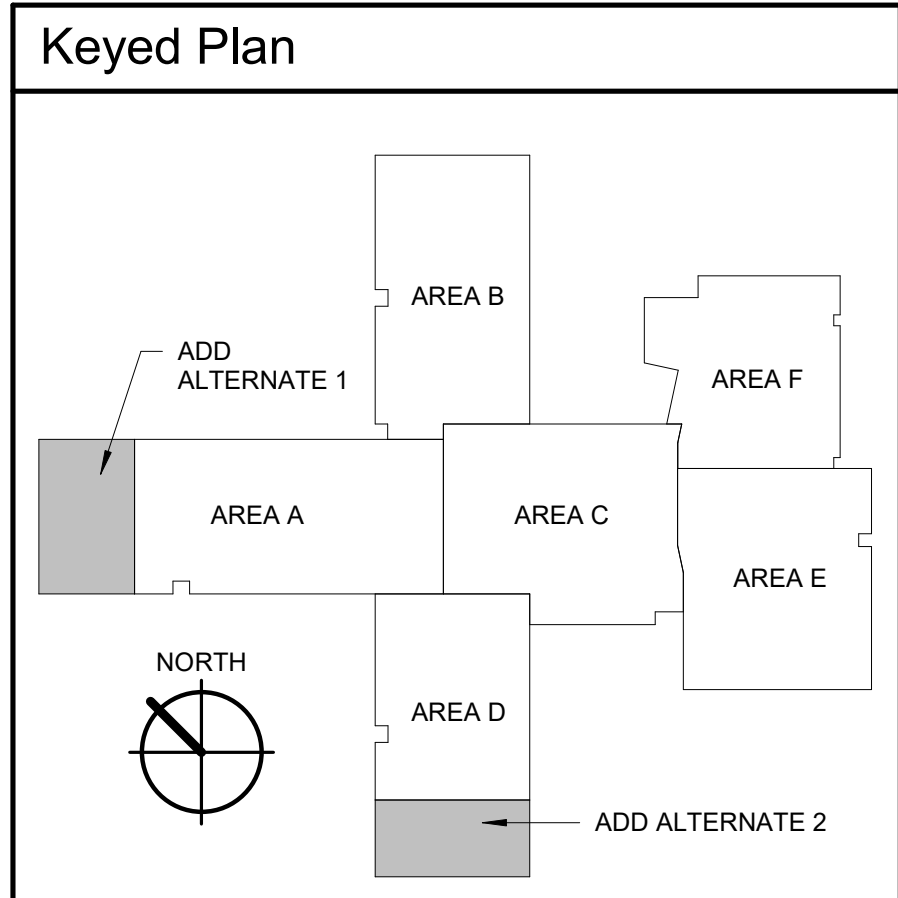 Keyed Plan
AREA B
ADD
ALTERNATE 1
AREA F
AREA A
AREA C
AREA E
NORTH
AREA D
ADD ALTERNATE 2